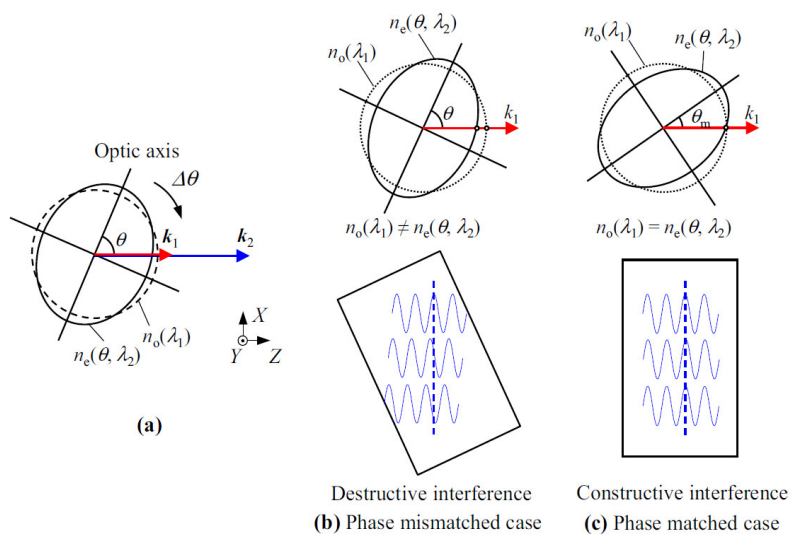 Optic axis
Δθ
θ
k₁
k₂
nₒ(λ₁)
nₑ(θ, λ₂)
X
Y
Z
(a)
nₑ(θ, λ₂)
nₒ(λ₁)
θ
k₁
nₒ(λ₁) ≠ nₑ(θ, λ₂)
Destructive interference
(b) Phase mismatched case
nₒ(λ₁)
nₑ(θ, λ₂)
θₘ
k₁
nₒ(λ₁) = nₑ(θ, λ₂)
Constructive interference
(c) Phase matched case